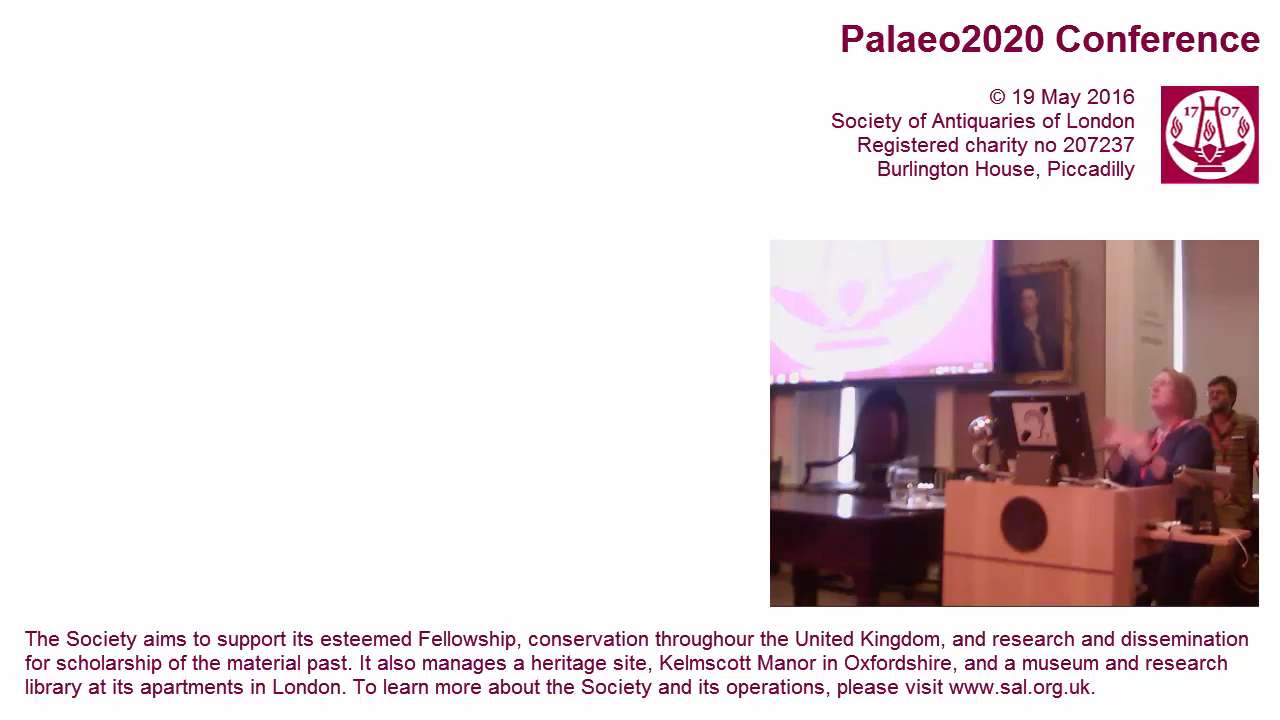 Palaeo2020 Conference
© 19 May 2016
Society of Antiquaries of London
Registered charity no 207237
Burlington House, Piccadilly
17 07
The Society aims to support its esteemed Fellowship, conservation throughour the United Kingdom, and research and dissemination
for scholarship of the material past. It also manages a heritage site, Kelmscott Manor in Oxfordshire, and a museum and research
library at its apartments in London. To learn more about the Society and its operations, please visit www.sal.org.uk.